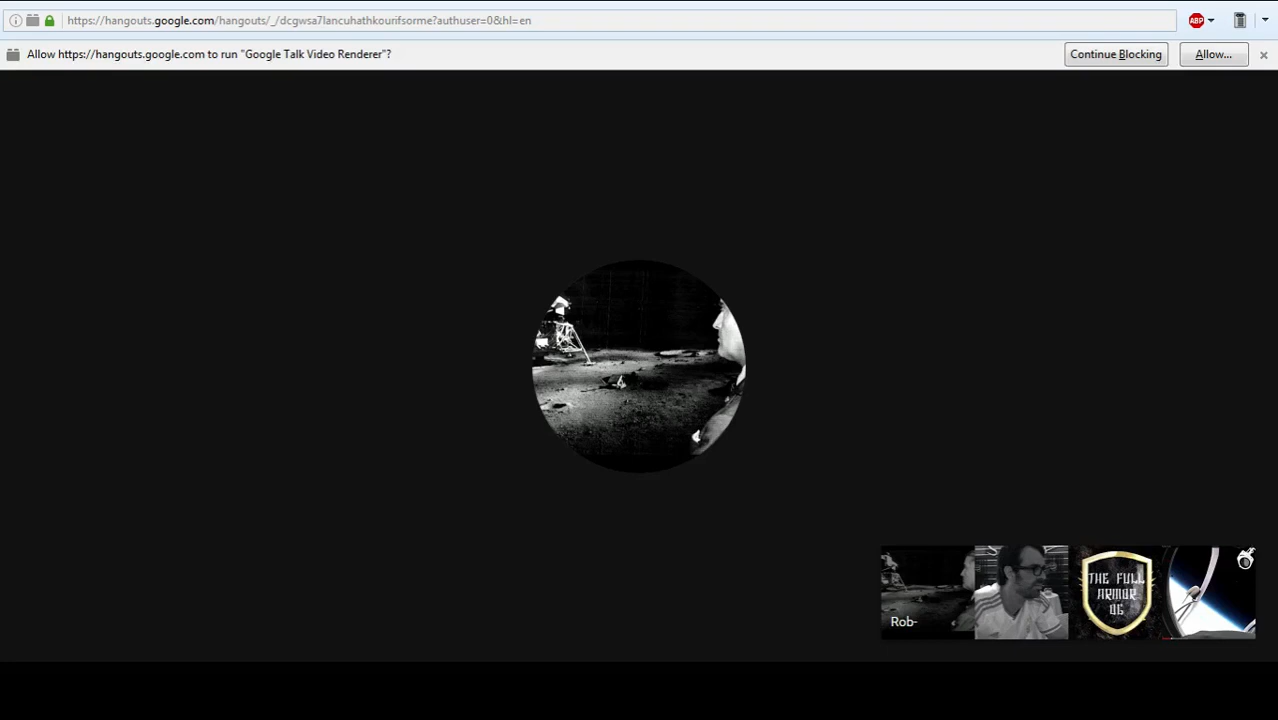 https://hangouts.google.com/hangouts/_/dcgwsa7lancuhathkourifsorme?authuser=0&hl=en
ABP
Allow https://hangouts.google.com to run "Google Talk Video Renderer"?
Continue Blocking
Allow...
Rob-
THE FULL
ARMOR